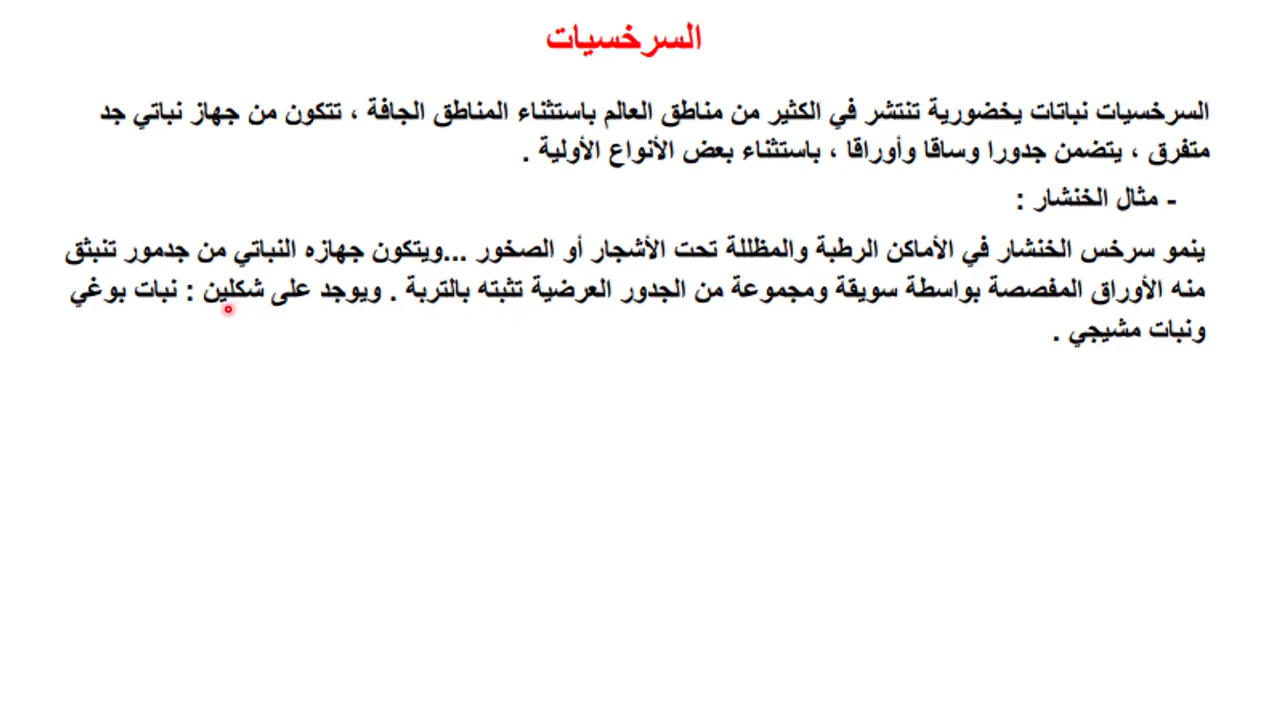 السرخسيات
السرخسيات نباتات يخضورية تنتشر في الكثير من مناطق العالم باستثناء المناطق الجافة ، تتكون من جهاز نباتي جد
متفرق ، يتضمن جدورا وساقا وأوراقا ، باستثناء بعض الأنواع الأولية .
- مثال الخنشار :
ينمو سرخس الخنشار في الأماكن الرطبة والمظللة تحت الأشجار أو الصخور ...ويتكون جهازه النباتي من جدمور تنبثق
منه الأوراق المفصصة بواسطة سويقة ومجموعة من الجدور العرضية تثبته بالتربة . ويوجد على شكلين : نبات بوغي
ونبات مشيجي .